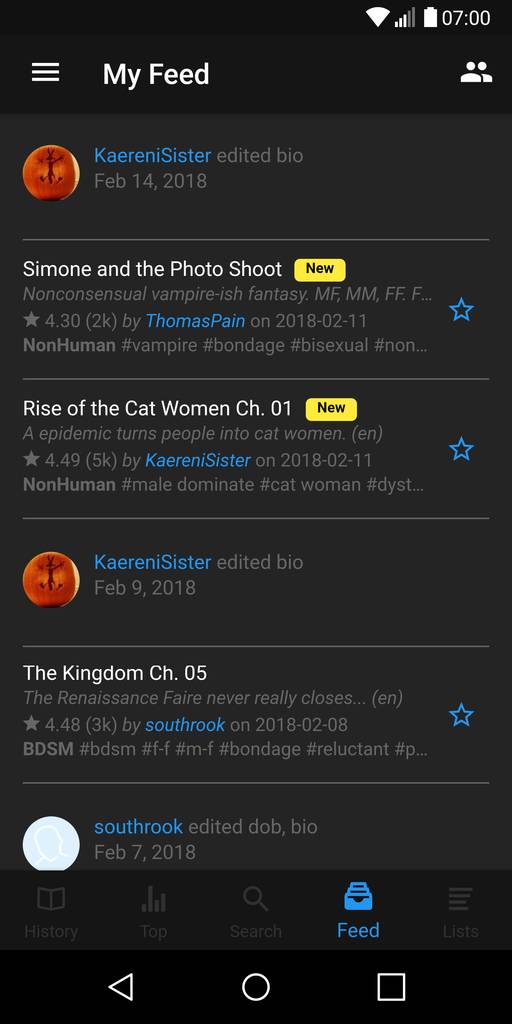 07:00
My Feed
KaereniSister edited bio
Feb 14, 2018
Simone and the Photo Shoot New
Nonconsensual vampire-ish fantasy. MF, MM, FF. F…
4.30 (2k) by ThomasPain on 2018-02-11
NonHuman #vampire #bondage #bisexual #non…
Rise of the Cat Women Ch. 01 New
A epidemic turns people into cat women. (en)
4.49 (5k) by KaereniSister on 2018-02-11
NonHuman #male dominate #cat woman #dyst…
KaereniSister edited bio
Feb 9, 2018
The Kingdom Ch. 05
The Renaissance Faire never really closes... (en)
4.48 (3k) by southrook on 2018-02-08
BDSM #bdsm #f-f #m-f #bondage #reluctant #p…
southrook edited dob, bio
Feb 7, 2018
History Top Search Feed Lists